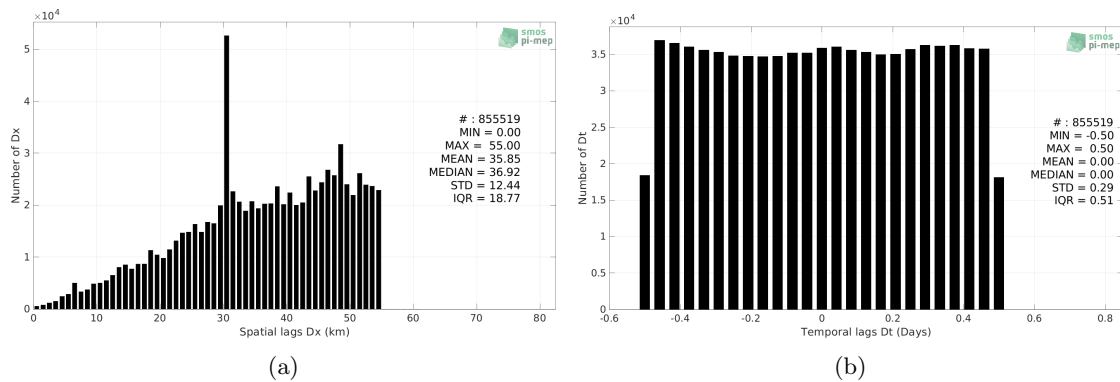 ×10⁴
5
4
3
2
1
0
0
10
20
30
40
50
60
70
80
Number of Dx
Spatial lags Dx (km)
smos
pi-mep
# : 855519
MIN = 0.00
MAX = 55.00
MEAN = 35.85
MEDIAN = 36.92
STD = 12.44
IQR = 18.77
(a)
×10⁴
3.5
3
2.5
2
1.5
1
0.5
0
-0.6
-0.4
-0.2
0
0.2
0.4
0.6
0.8
Number of Dt
Temporal lags Dt (Days)
smos
pi-mep
# : 855519
MIN = -0.50
MAX = 0.50
MEAN = 0.00
MEDIAN = 0.00
STD = 0.29
IQR = 0.51
(b)